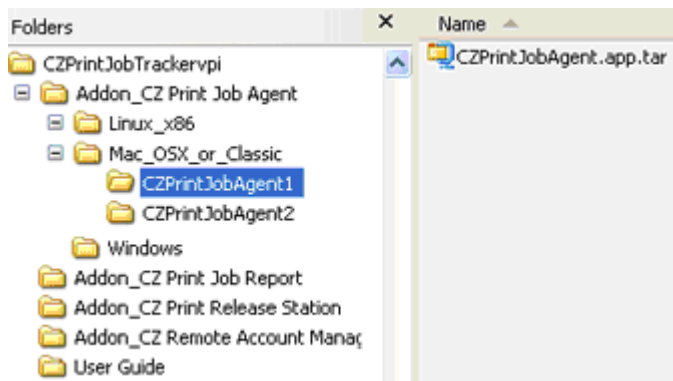 Folders
CZPrintJobTrackervpi
Addon_CZ Print Job Agent
Linux_x86
Mac_OSX_or_Classic
CZPrintJobAgent1
CZPrintJobAgent2
Windows
Addon_CZ Print Job Report
Addon_CZ Print Release Station
Addon_CZ Remote Account Manag
User Guide
Name
CZPrintJobAgent.app.tar